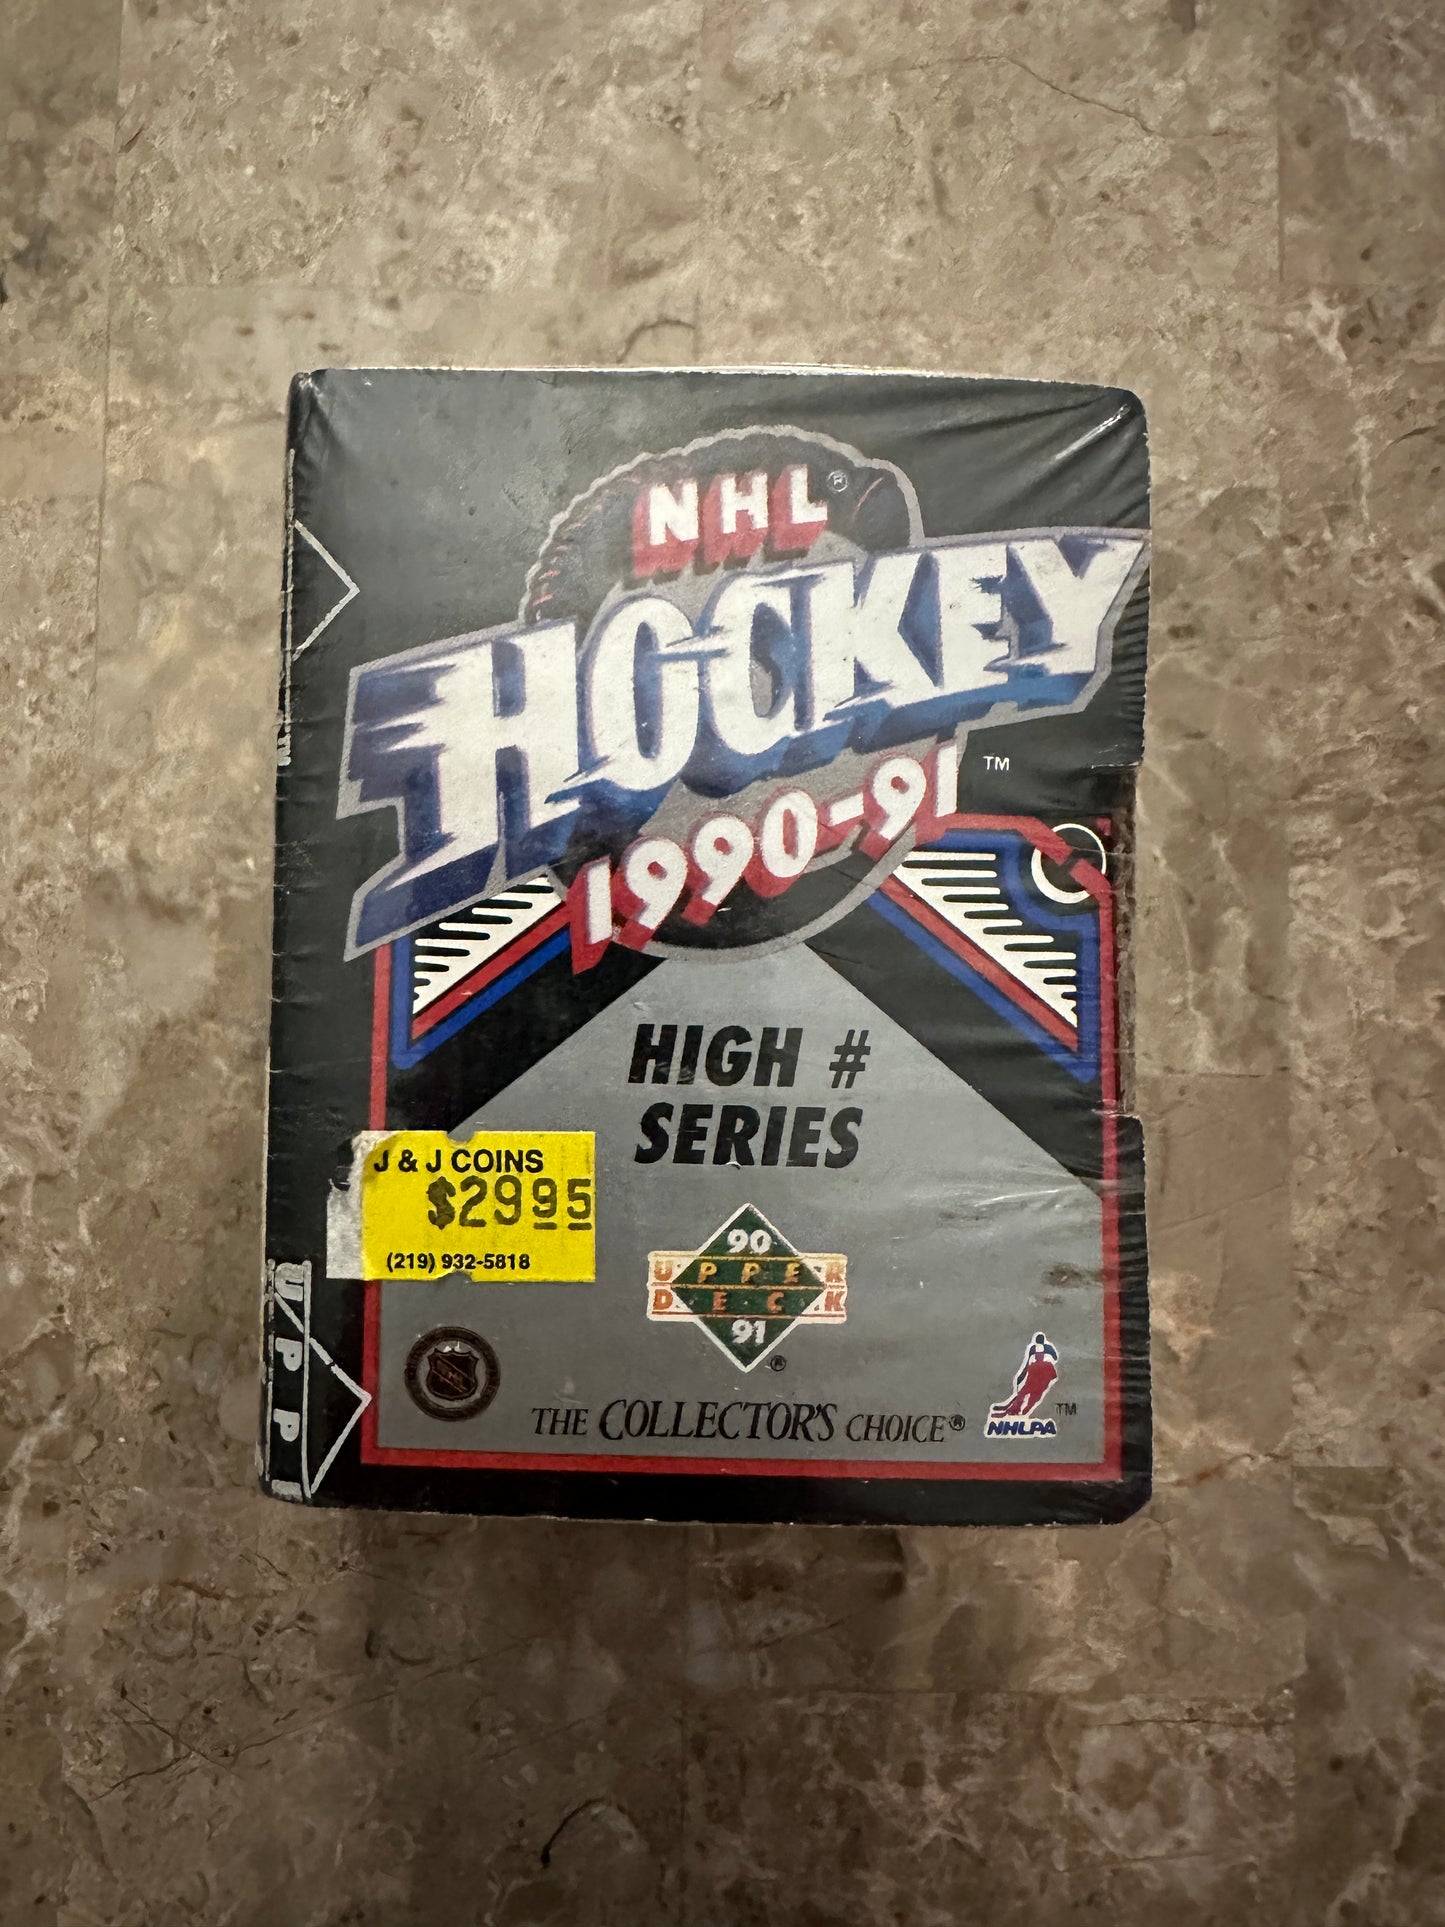 NHL®
HOCKEY
1990-91 ™
HIGH #
SERIES
J & J COINS
$29.95
(219) 932-5818
90
UPPER
DECK
91 ®
THE COLLECTOR'S CHOICE®
NHLPA ™
UPPE